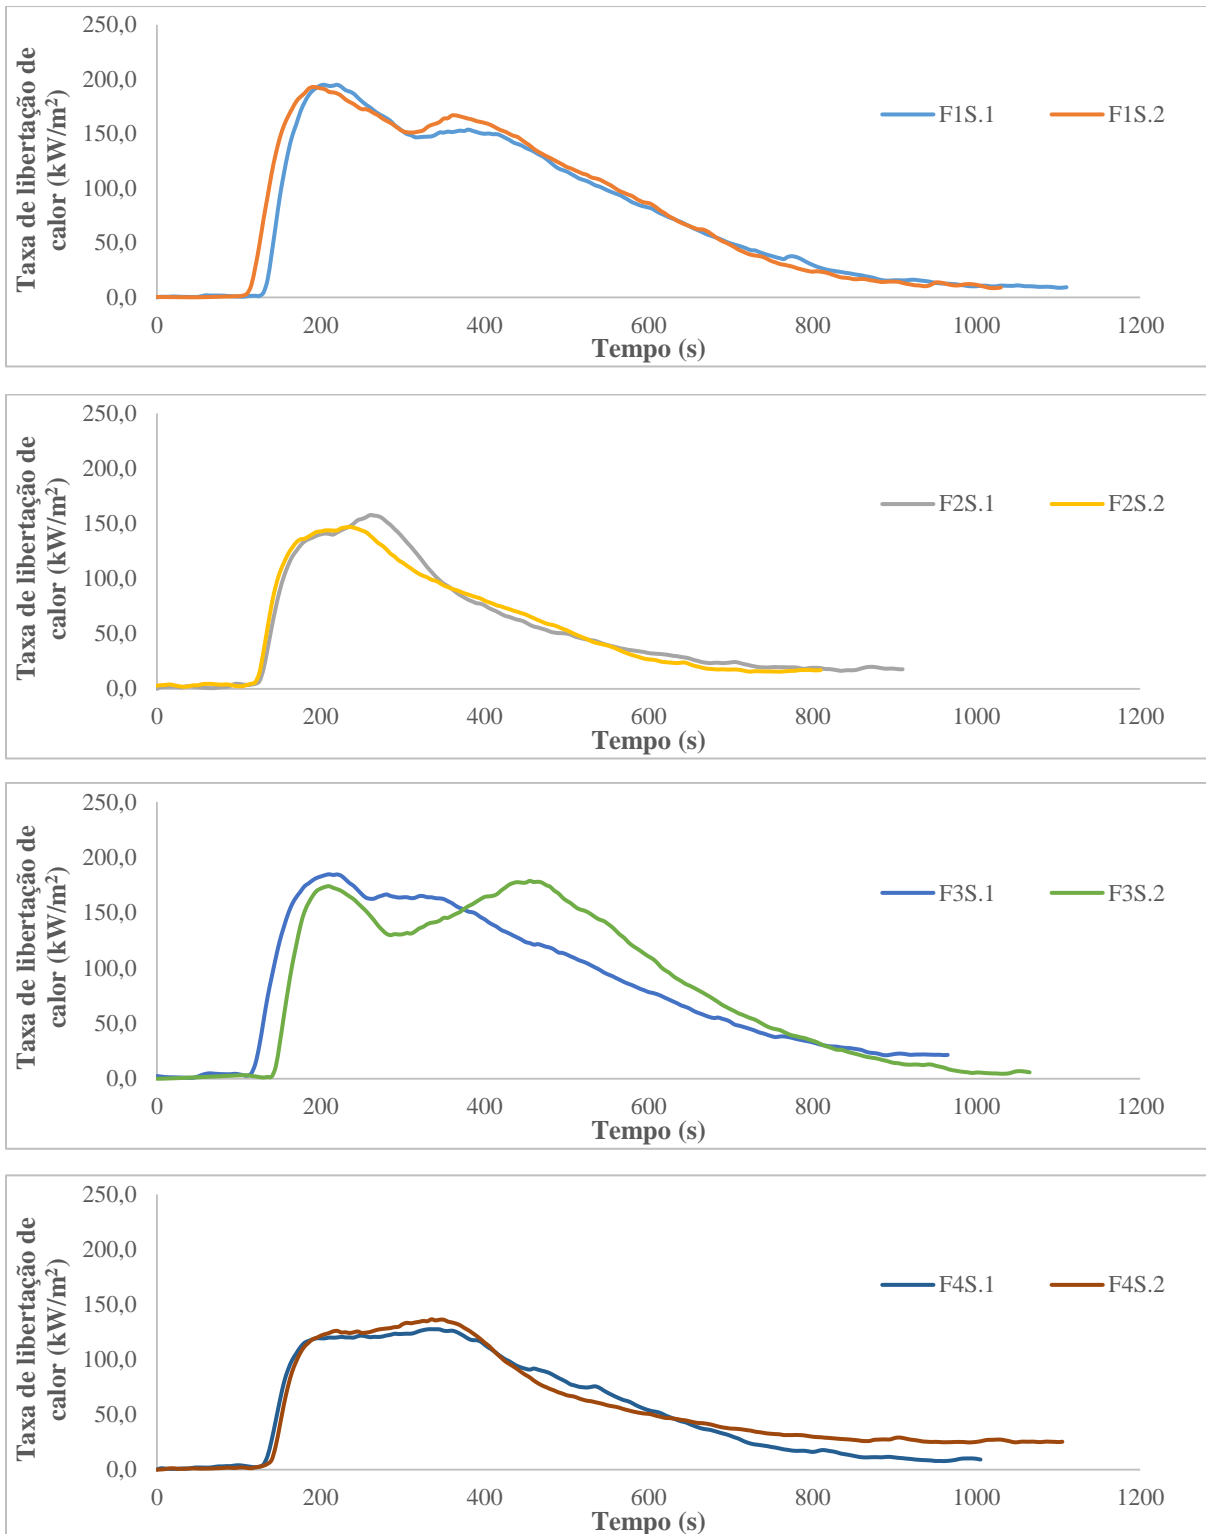 Taxa de libertação de
calor (kW/m²)
250,0
200,0
150,0
100,0
50,0
0,0
F1S.1 F1S.2
0 200 400 600 800 1000 1200
Tempo (s)
Taxa de libertação de
calor (kW/m²)
250,0
200,0
150,0
100,0
50,0
0,0
F2S.1 F2S.2
0 200 400 600 800 1000 1200
Tempo (s)
Taxa de libertação de
calor (kW/m²)
250,0
200,0
150,0
100,0
50,0
0,0
F3S.1 F3S.2
0 200 400 600 800 1000 1200
Tempo (s)
Taxa de libertação de
calor (kW/m²)
250,0
200,0
150,0
100,0
50,0
0,0
F4S.1 F4S.2
0 200 400 600 800 1000 1200
Tempo (s)